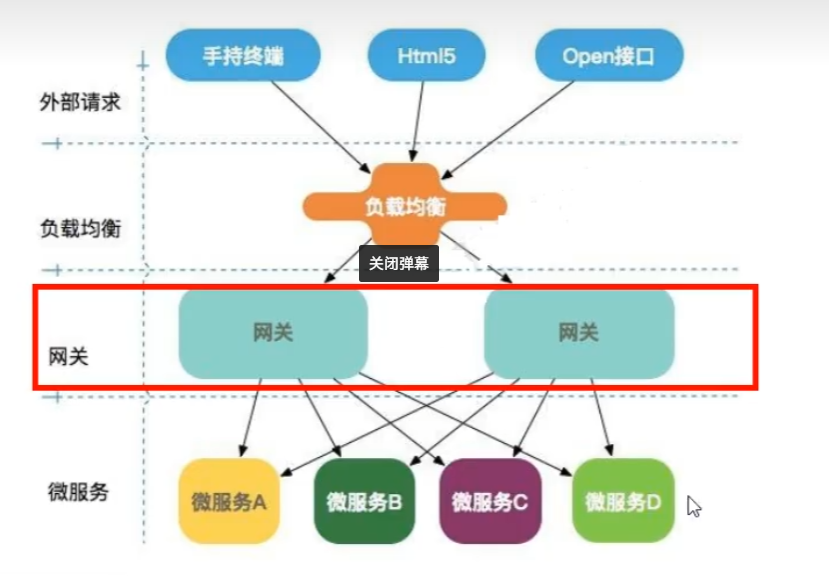 手持终端
Html5
Open接口
外部请求
负载均衡
负载均衡
关闭弹幕
网关
网关
网关
微服务
微服务A
微服务B
微服务C
微服务D